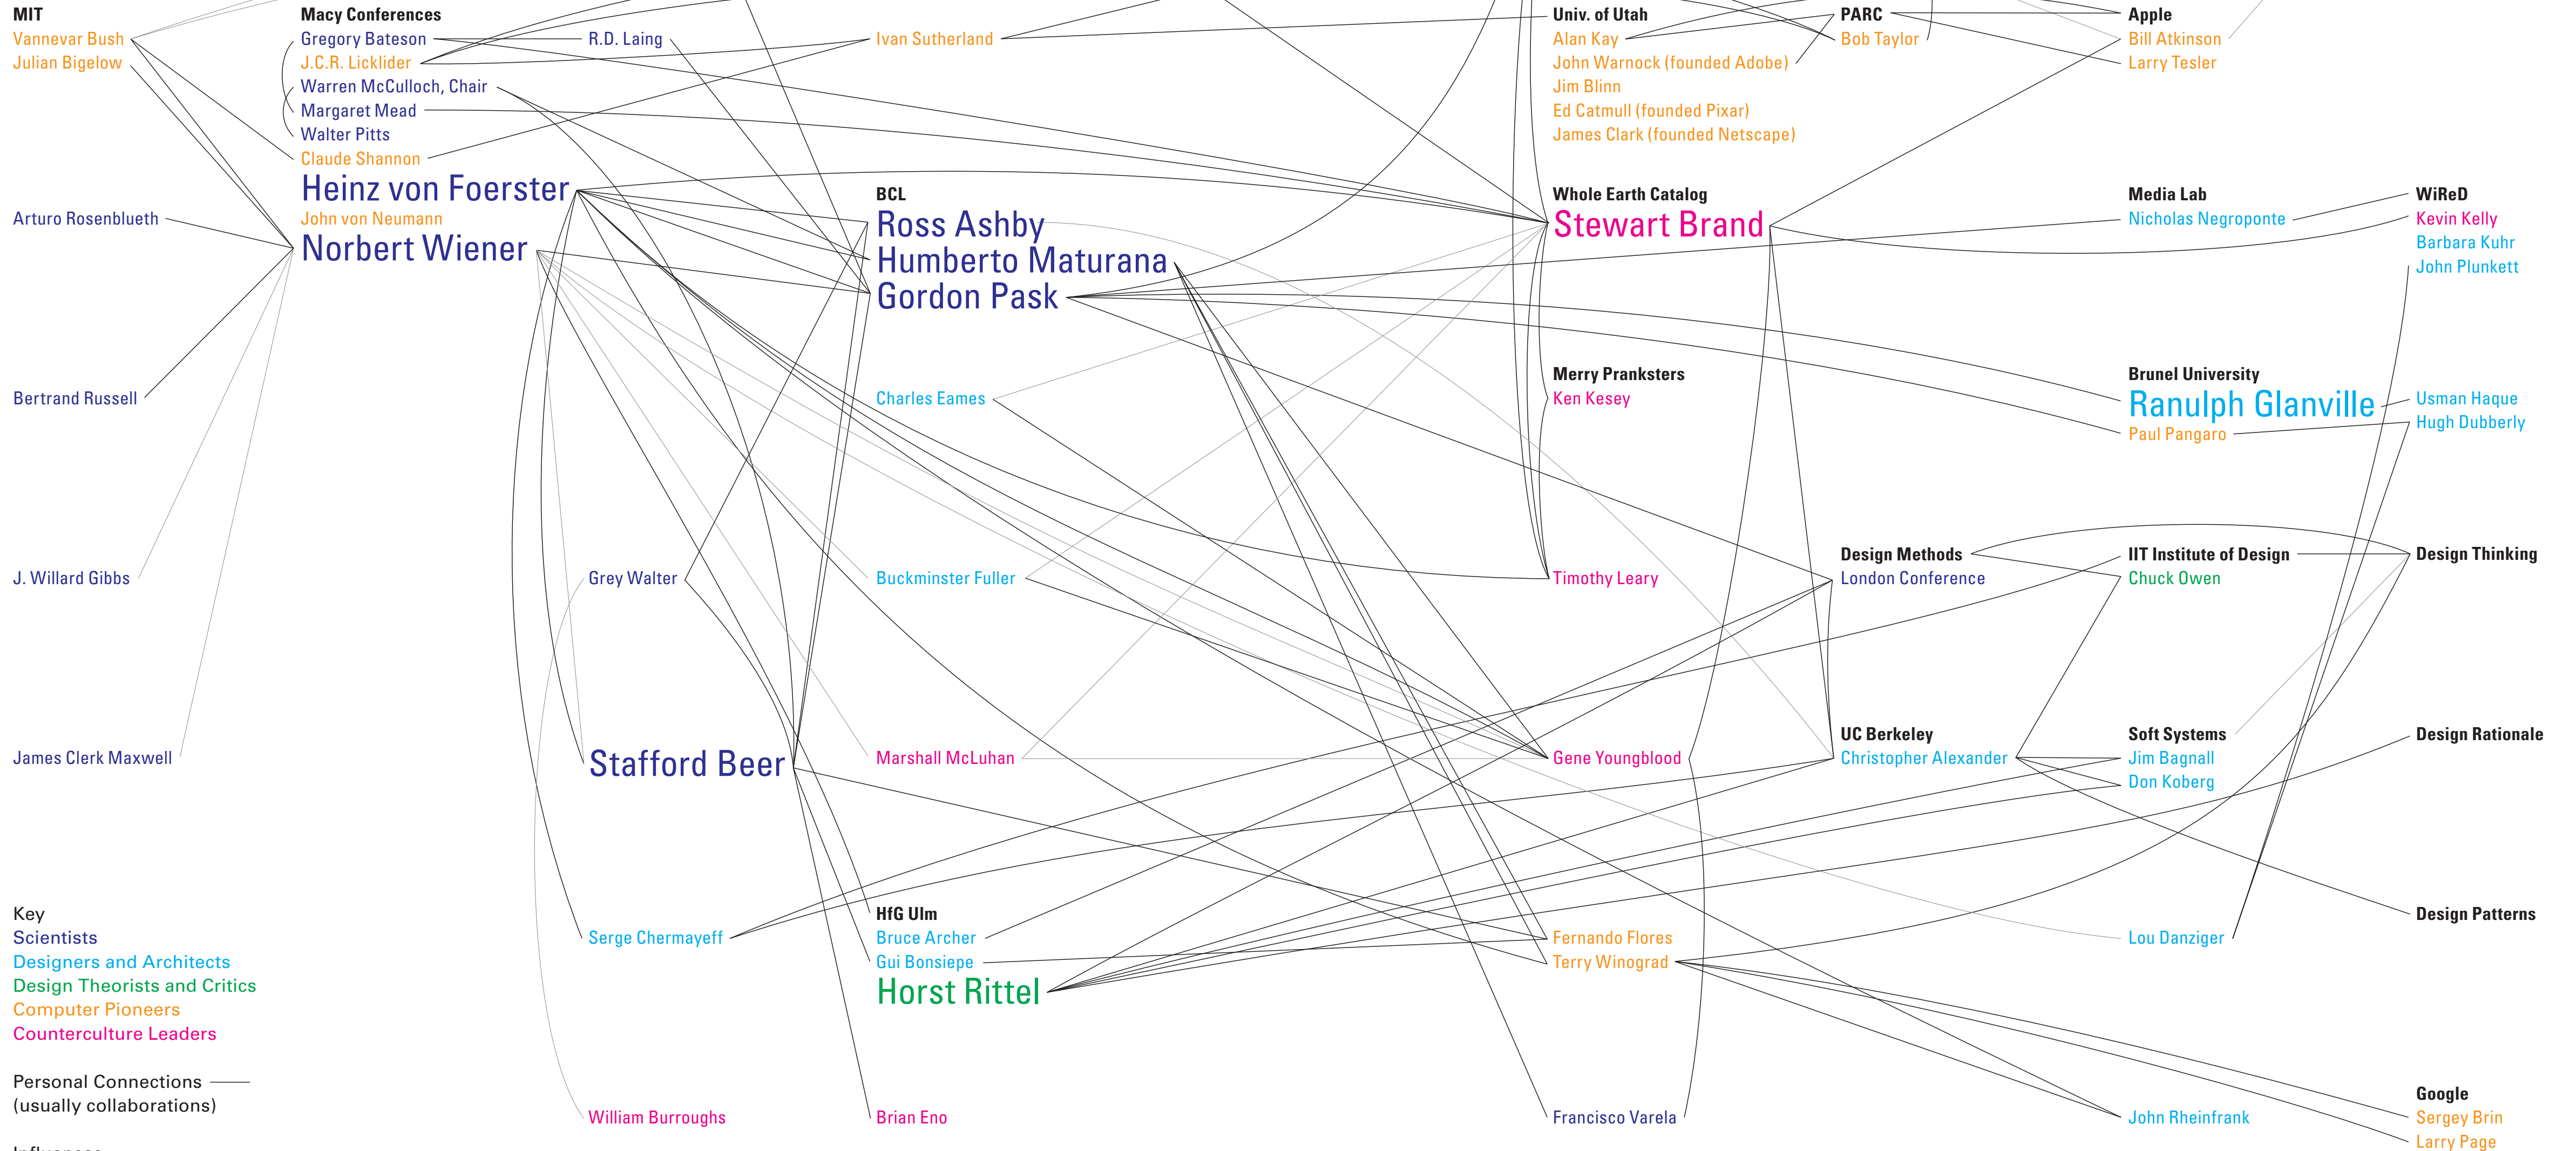 MIT
Vannevar Bush
Julian Bigelow
Arturo Rosenblueth
Bertrand Russell
J. Willard Gibbs
James Clerk Maxwell
Key
Scientists
Designers and Architects
Design Theorists and Critics
Computer Pioneers
Counterculture Leaders
Personal Connections
(usually collaborations)
Macy Conferences
Gregory Bateson
J.C.R. Licklider
Warren McCulloch, Chair
Margaret Mead
Walter Pitts
Claude Shannon
Heinz von Foerster
John von Neumann
Norbert Wiener
R.D. Laing
Grey Walter
Stafford Beer
Serge Chermayeff
William Burroughs
Ivan Sutherland
BCL
Ross Ashby
Humberto Maturana
Gordon Pask
Charles Eames
Buckminster Fuller
Marshall McLuhan
HfG Ulm
Bruce Archer
Gui Bonsiepe
Horst Rittel
Brian Eno
Univ. of Utah
Alan Kay
John Warnock (founded Adobe)
Jim Blinn
Ed Catmull (founded Pixar)
James Clark (founded Netscape)
Whole Earth Catalog
Stewart Brand
Merry Pranksters
Ken Kesey
Timothy Leary
Gene Youngblood
Fernando Flores
Terry Winograd
Francisco Varela
PARC
Bob Taylor
Design Methods
London Conference
UC Berkeley
Christopher Alexander
Apple
Bill Atkinson
Larry Tesler
Media Lab
Nicholas Negroponte
Brunel University
Ranulph Glanville
Paul Pangaro
IIT Institute of Design
Chuck Owen
Soft Systems
Jim Bagnall
Don Koberg
Lou Danziger
John Rheinfrank
WiReD
Kevin Kelly
Barbara Kuhr
John Plunkett
Usman Haque
Hugh Dubberly
Design Thinking
Design Rationale
Design Patterns
Google
Sergey Brin
Larry Page